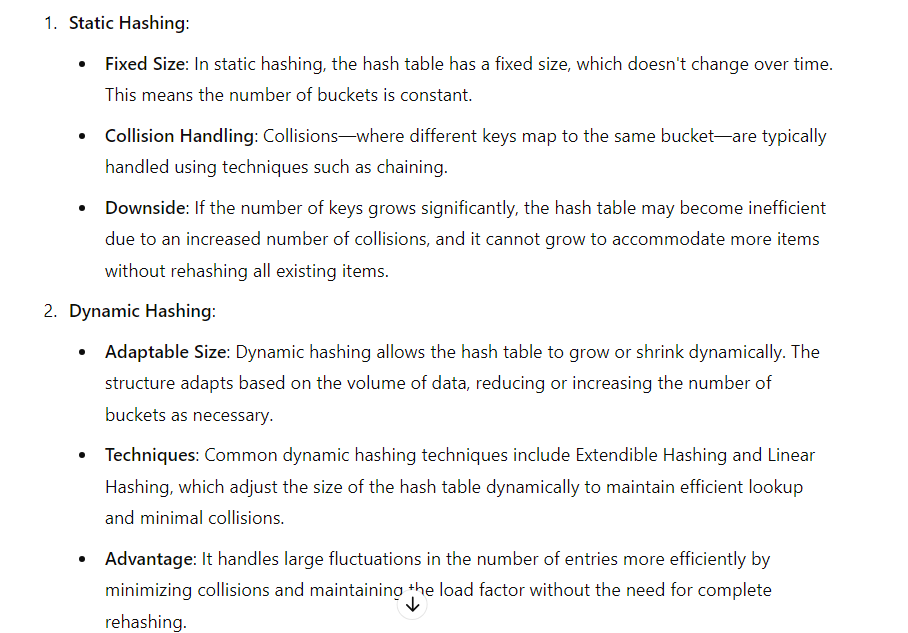 1. Static Hashing:
• Fixed Size: In static hashing, the hash table has a fixed size, which doesn't change over time.
This means the number of buckets is constant.
• Collision Handling: Collisions—where different keys map to the same bucket—are typically
handled using techniques such as chaining.
• Downside: If the number of keys grows significantly, the hash table may become inefficient
due to an increased number of collisions, and it cannot grow to accommodate more items
without rehashing all existing items.
2. Dynamic Hashing:
• Adaptable Size: Dynamic hashing allows the hash table to grow or shrink dynamically. The
structure adapts based on the volume of data, reducing or increasing the number of
buckets as necessary.
• Techniques: Common dynamic hashing techniques include Extendible Hashing and Linear
Hashing, which adjust the size of the hash table dynamically to maintain efficient lookup
and minimal collisions.
• Advantage: It handles large fluctuations in the number of entries more efficiently by
minimizing collisions and maintaining the load factor without the need for complete
rehashing.